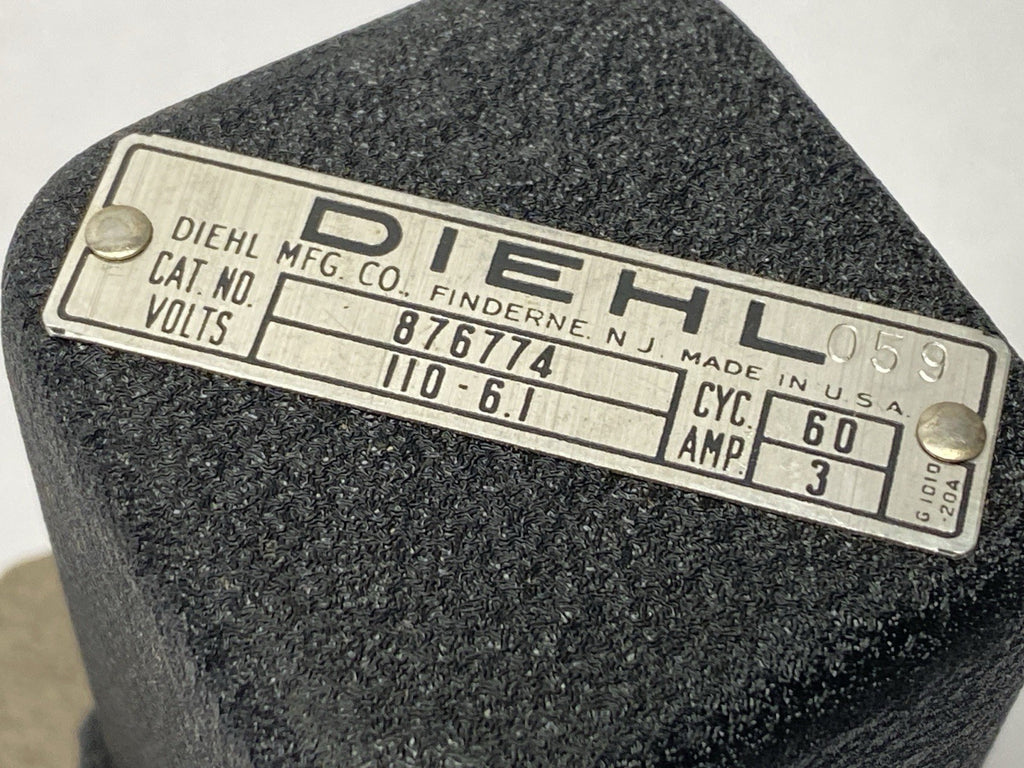 DIEHL 059
DIEHL MFG. CO., FINDERNE, N. J. MADE IN U.S.A.
CAT. NO. 876774
VOLTS 110-6.1
CYC. 60
AMP. 3
G 1010
-20A